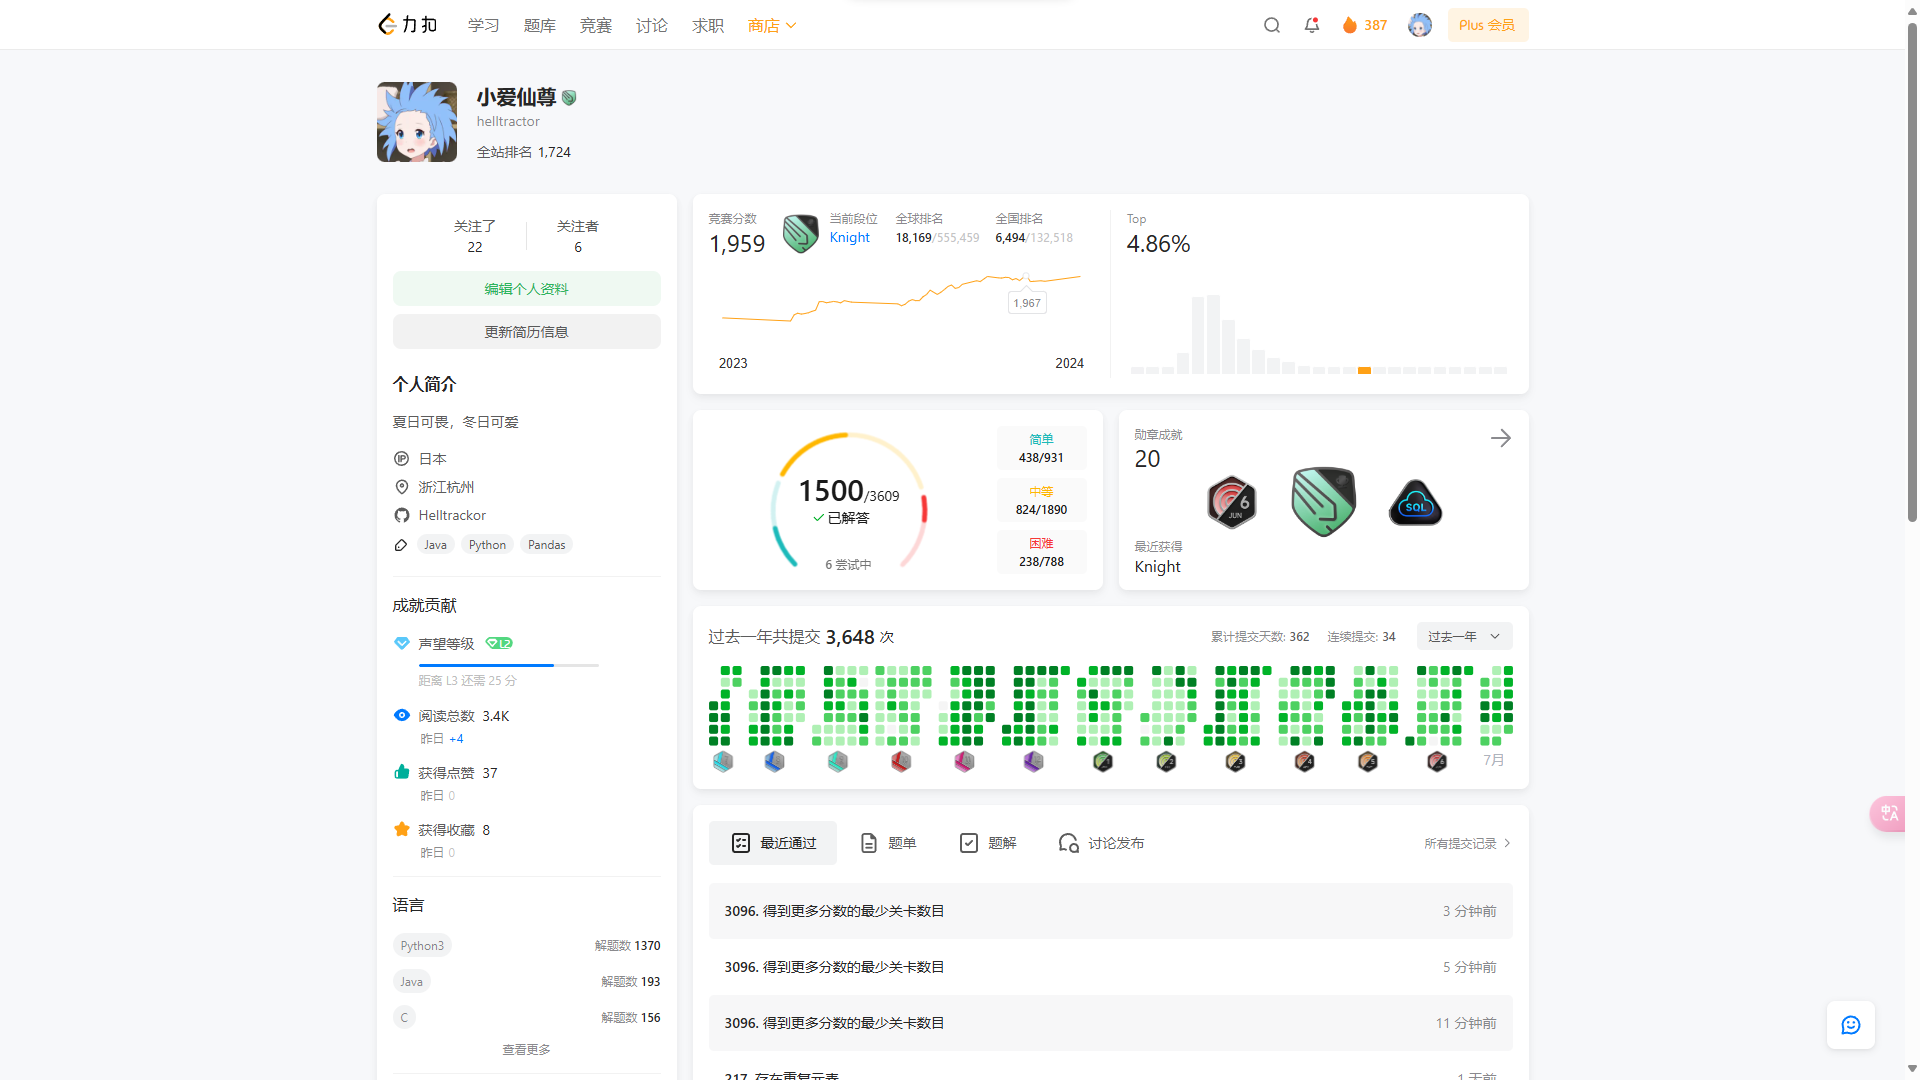 力扣 学习 题库 竞赛 讨论 求职 商店 387 Plus 会员
小爱仙尊
helltractor
全站排名 1,724
关注了 关注者
22 6
编辑个人资料
更新简历信息
个人简介
夏日可畏，冬日可爱
IP 日本
浙江杭州
Helltrackor
Java Python Pandas
成就贡献
声望等级 L2
距离 L3 还需 25 分
阅读总数 3.4K
昨日 +4
获得点赞 37
昨日 0
获得收藏 8
昨日 0
语言
Python3 解题数 1370
Java 解题数 193
C 解题数 156
查看更多
竞赛分数 当前段位 全球排名 全国排名
1,959 Knight 18,169/555,459 6,494/132,518
1,967
2023 2024
Top
4.86%
1500/3609
已解答
6 尝试中
简单
438/931
中等
824/1890
困难
238/788
勋章成就
20
6
JUN
SQL
最近获得
Knight
过去一年共提交 3,648 次 累计提交天数: 362 连续提交: 34 过去一年
7月
最近通过 题单 题解 讨论发布 所有提交记录
3096. 得到更多分数的最少关卡数目 3 分钟前
3096. 得到更多分数的最少关卡数目 5 分钟前
3096. 得到更多分数的最少关卡数目 11 分钟前
217. 存在重复元素 1 天前